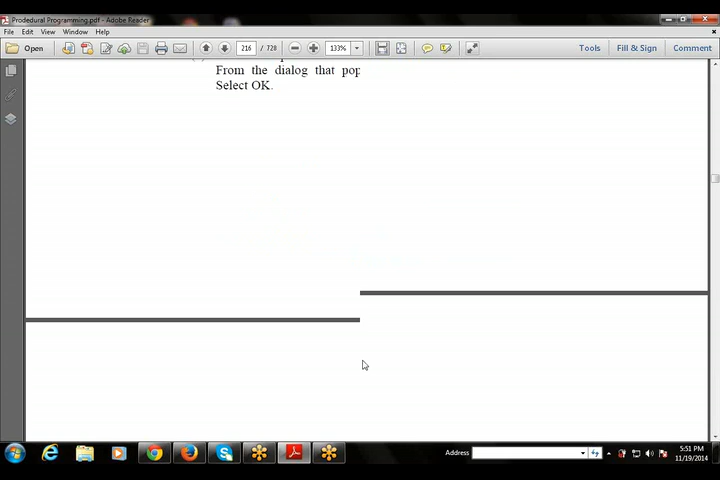 Prodedural Programming.pdf - Adobe Reader
File Edit View Window Help
Open 216 / 728 133% Tools Fill & Sign Comment
From the dialog that pop
Select OK.
Address
5:51 PM
11/19/2014